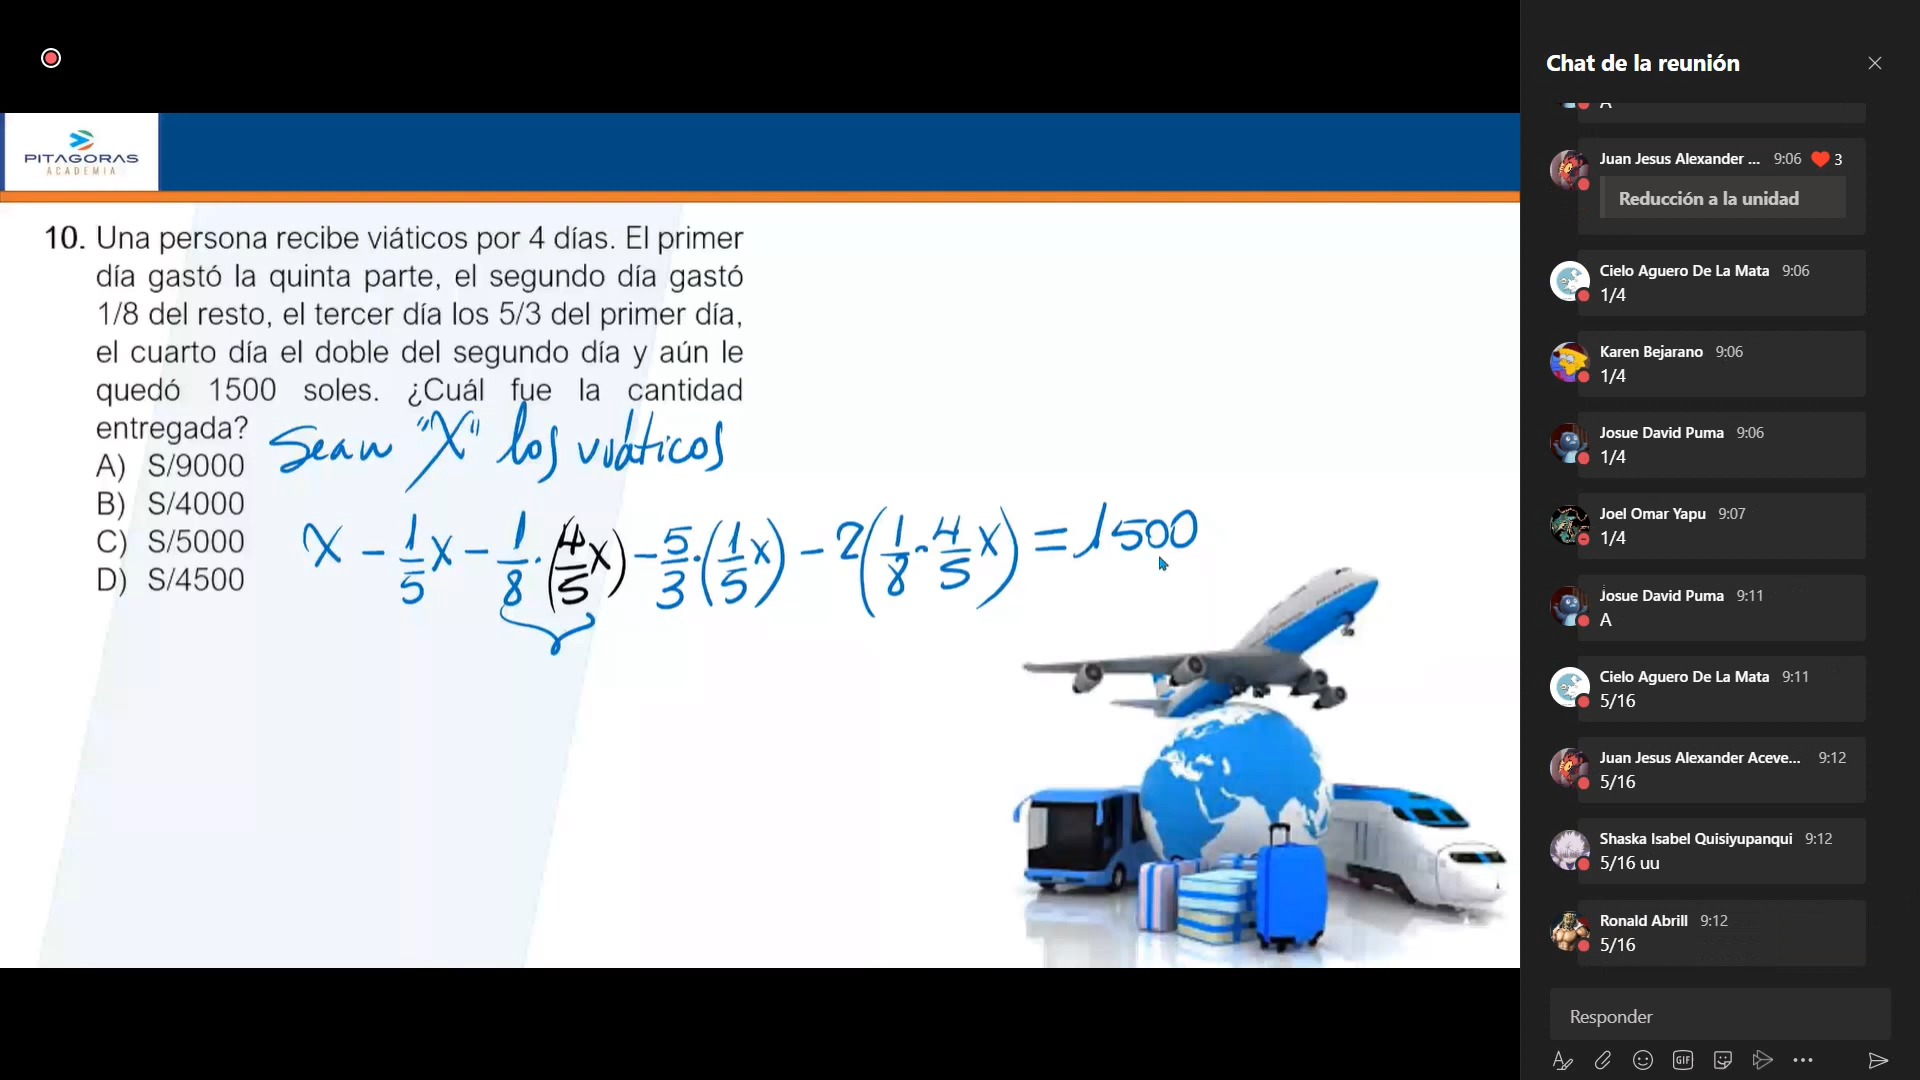 PITAGORAS
ACADEMIA
10. Una persona recibe viáticos por 4 días. El primer
día gastó la quinta parte, el segundo día gastó
1/8 del resto, el tercer día los 5/3 del primer día,
el cuarto día el doble del segundo día y aún le
quedó 1500 soles. ¿Cuál fue la cantidad
entregada?
Sean "X" los viáticos
A) S/9000
B) S/4000
C) S/5000
D) S/4500
X - 1/5 X - 1/8 · (4/5 X) - 5/3 · (1/5 X) - 2(1/8 · 4/5 X) = 1500
Chat de la reunión
A
Juan Jesus Alexander ... 9:06 ❤ 3
Reducción a la unidad
Cielo Aguero De La Mata 9:06
1/4
Karen Bejarano 9:06
1/4
Josue David Puma 9:06
1/4
Joel Omar Yapu 9:07
1/4
Josue David Puma 9:11
A
Cielo Aguero De La Mata 9:11
5/16
Juan Jesus Alexander Aceve... 9:12
5/16
Shaska Isabel Quisiyupanqui 9:12
5/16 uu
Ronald Abrill 9:12
5/16
Responder
GIF